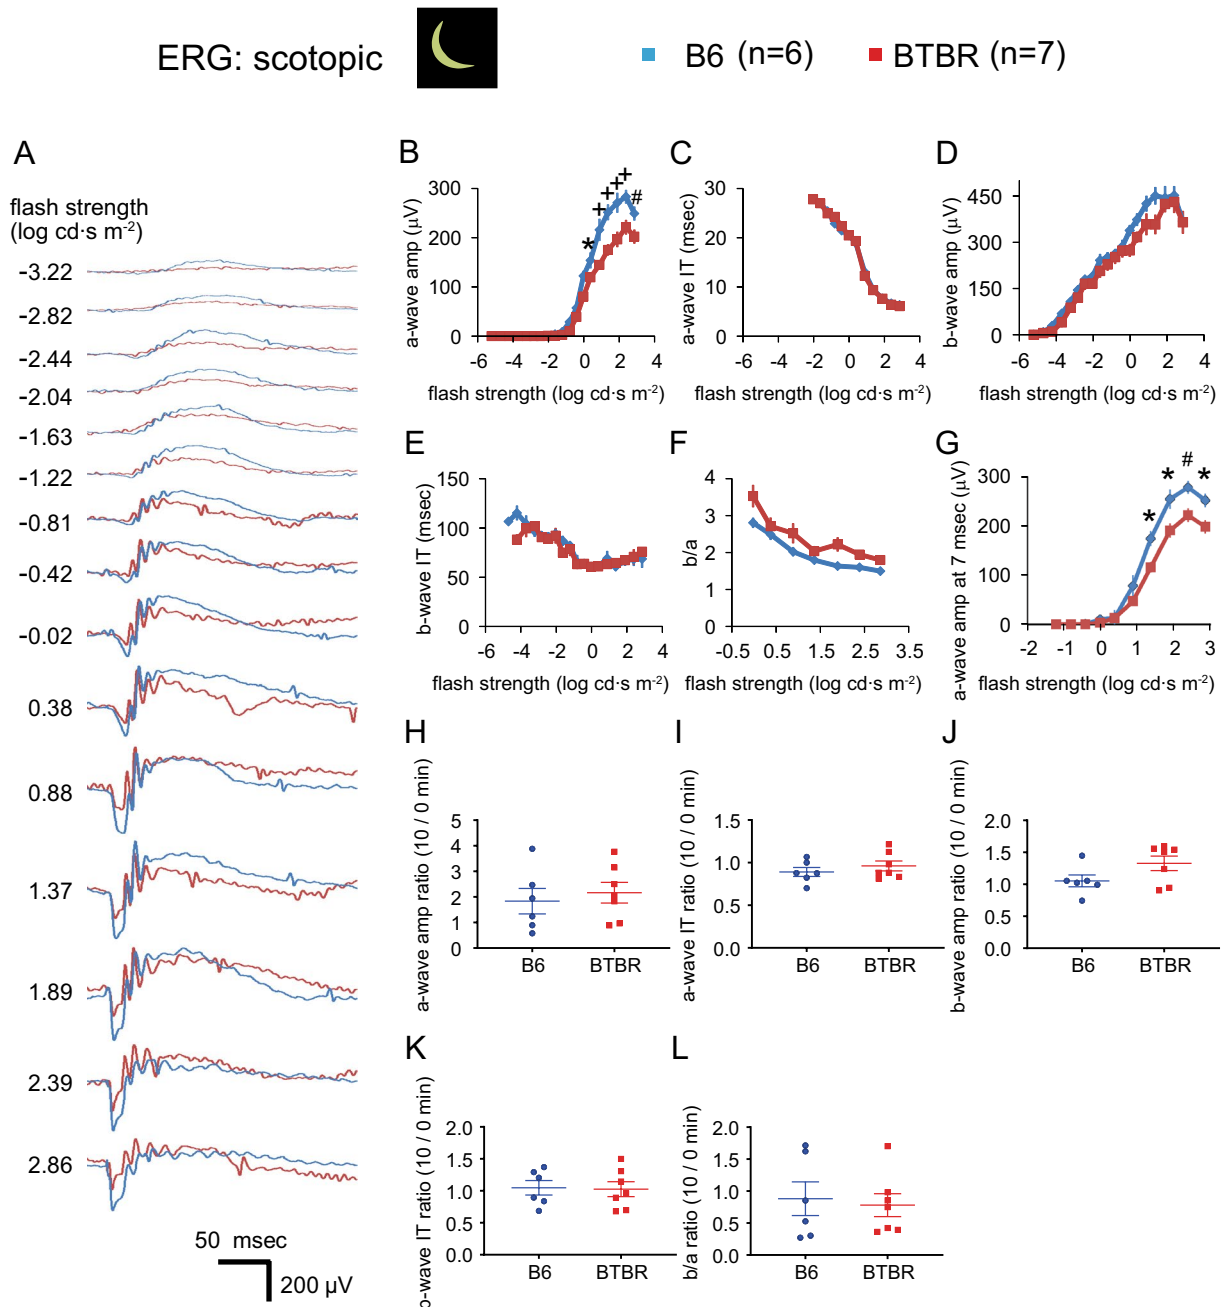 ERG: scotopic
B6 (n=6)
BTBR (n=7)
A
flash strength
(log cd·s m-2)
-3.22
-2.82
-2.44
-2.04
-1.63
-1.22
-0.81
-0.42
-0.02
0.38
0.88
1.37
1.89
2.39
2.86
50 msec
200 µV
B
a-wave amp (µV)
300
200
100
0
* + + + + #
-6 -4 -2 0 2 4
flash strength (log cd·s m-2)
C
a-wave IT (msec)
30
20
10
0
-6 -4 -2 0 2 4
flash strength (log cd·s m-2)
D
b-wave amp (µV)
450
300
150
0
-6 -4 -2 0 2 4
flash strength (log cd·s m-2)
E
b-wave IT (msec)
150
100
50
0
-6 -4 -2 0 2 4
flash strength (log cd·s m-2)
F
b/a
4
3
2
1
0
-0.5 0.5 1.5 2.5 3.5
flash strength (log cd·s m-2)
G
a-wave amp at 7 msec (µV)
300
200
100
0
* * # *
-2 -1 0 1 2 3
flash strength (log cd·s m-2)
H
a-wave amp ratio (10 / 0 min)
5
4
3
2
1
0
B6 BTBR
I
a-wave IT ratio (10 / 0 min)
1.5
1.0
0.5
0.0
B6 BTBR
J
b-wave amp ratio (10 / 0 min)
2.0
1.5
1.0
0.5
0.0
B6 BTBR
K
b-wave IT ratio (10 / 0 min)
2.0
1.5
1.0
0.5
0.0
B6 BTBR
L
b/a ratio (10 / 0 min)
2.0
1.5
1.0
0.5
0.0
B6 BTBR